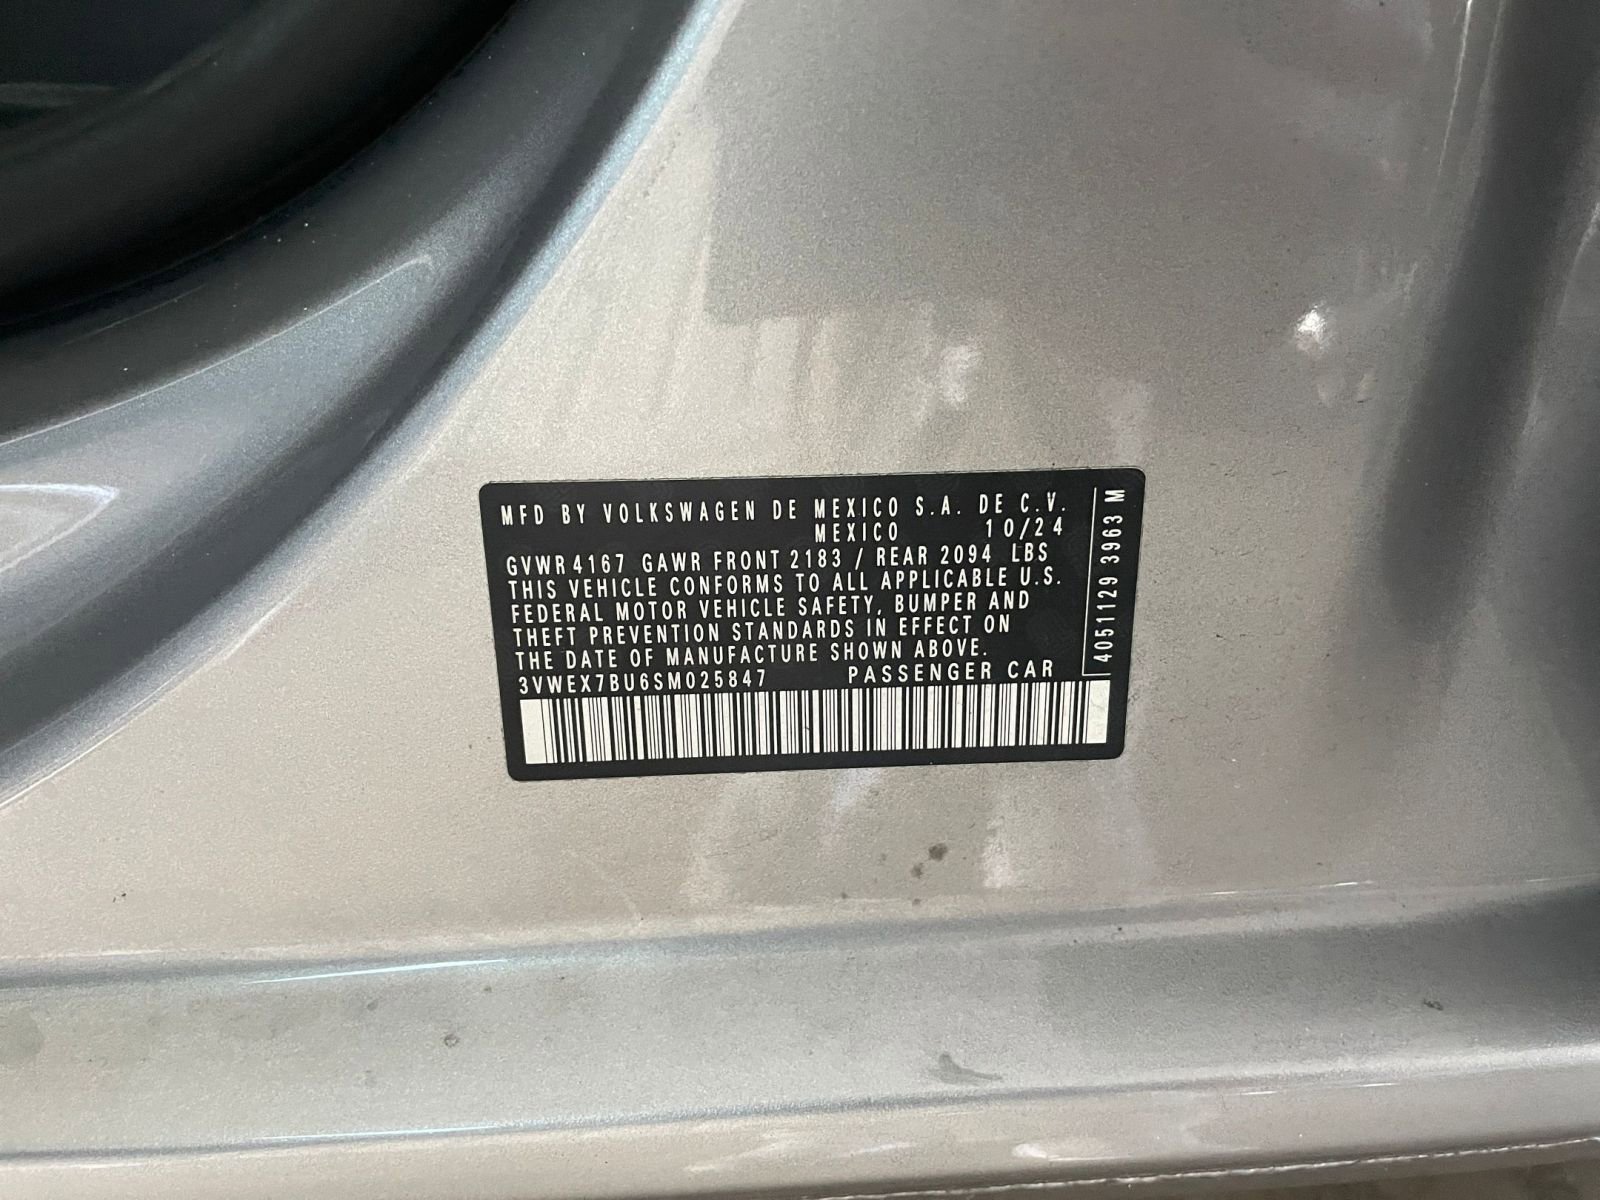 MFD BY VOLKSWAGEN DE MEXICO S.A. DE C.V.
MEXICO 10/24
GVWR 4167 GAWR FRONT 2183 / REAR 2094 LBS
THIS VEHICLE CONFORMS TO ALL APPLICABLE U.S.
FEDERAL MOTOR VEHICLE SAFETY, BUMPER AND
THEFT PREVENTION STANDARDS IN EFFECT ON
THE DATE OF MANUFACTURE SHOWN ABOVE.
3VWEX7BU6SM025847 PASSENGER CAR
4051129 3963 M